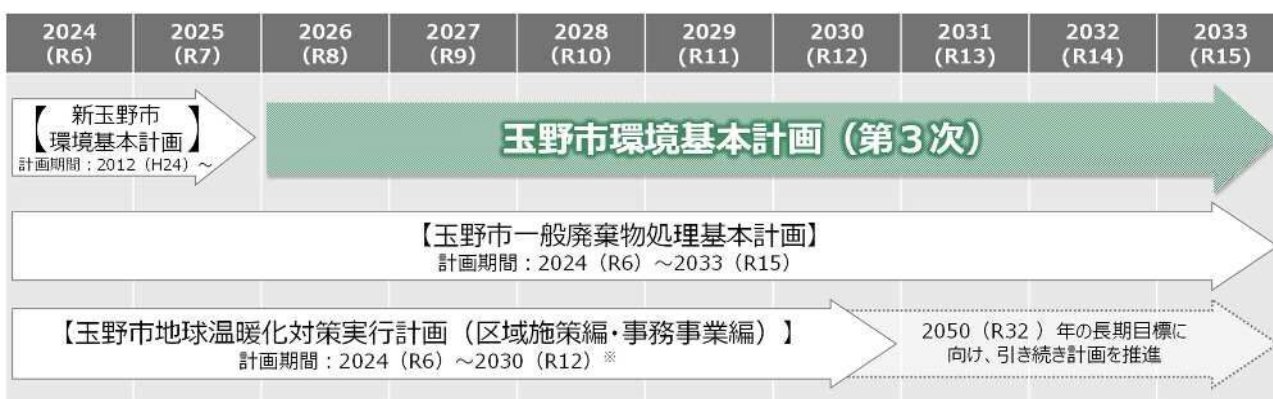 2024 2025 2026 2027 2028 2029 2030 2031 2032 2033
(R6) (R7) (R8) (R9) (R10) (R11) (R12) (R13) (R14) (R15)
【 新玉野市
環境基本計画 】
計画期間：2012（H24）～
玉野市環境基本計画（第３次）
【玉野市一般廃棄物処理基本計画】
計画期間：2024（R6）～2033（R15）
【玉野市地球温暖化対策実行計画（区域施策編・事務事業編）】
計画期間：2024（R6）～2030（R12）※
2050（R32 ）年の長期目標に
向け、引き続き計画を推進